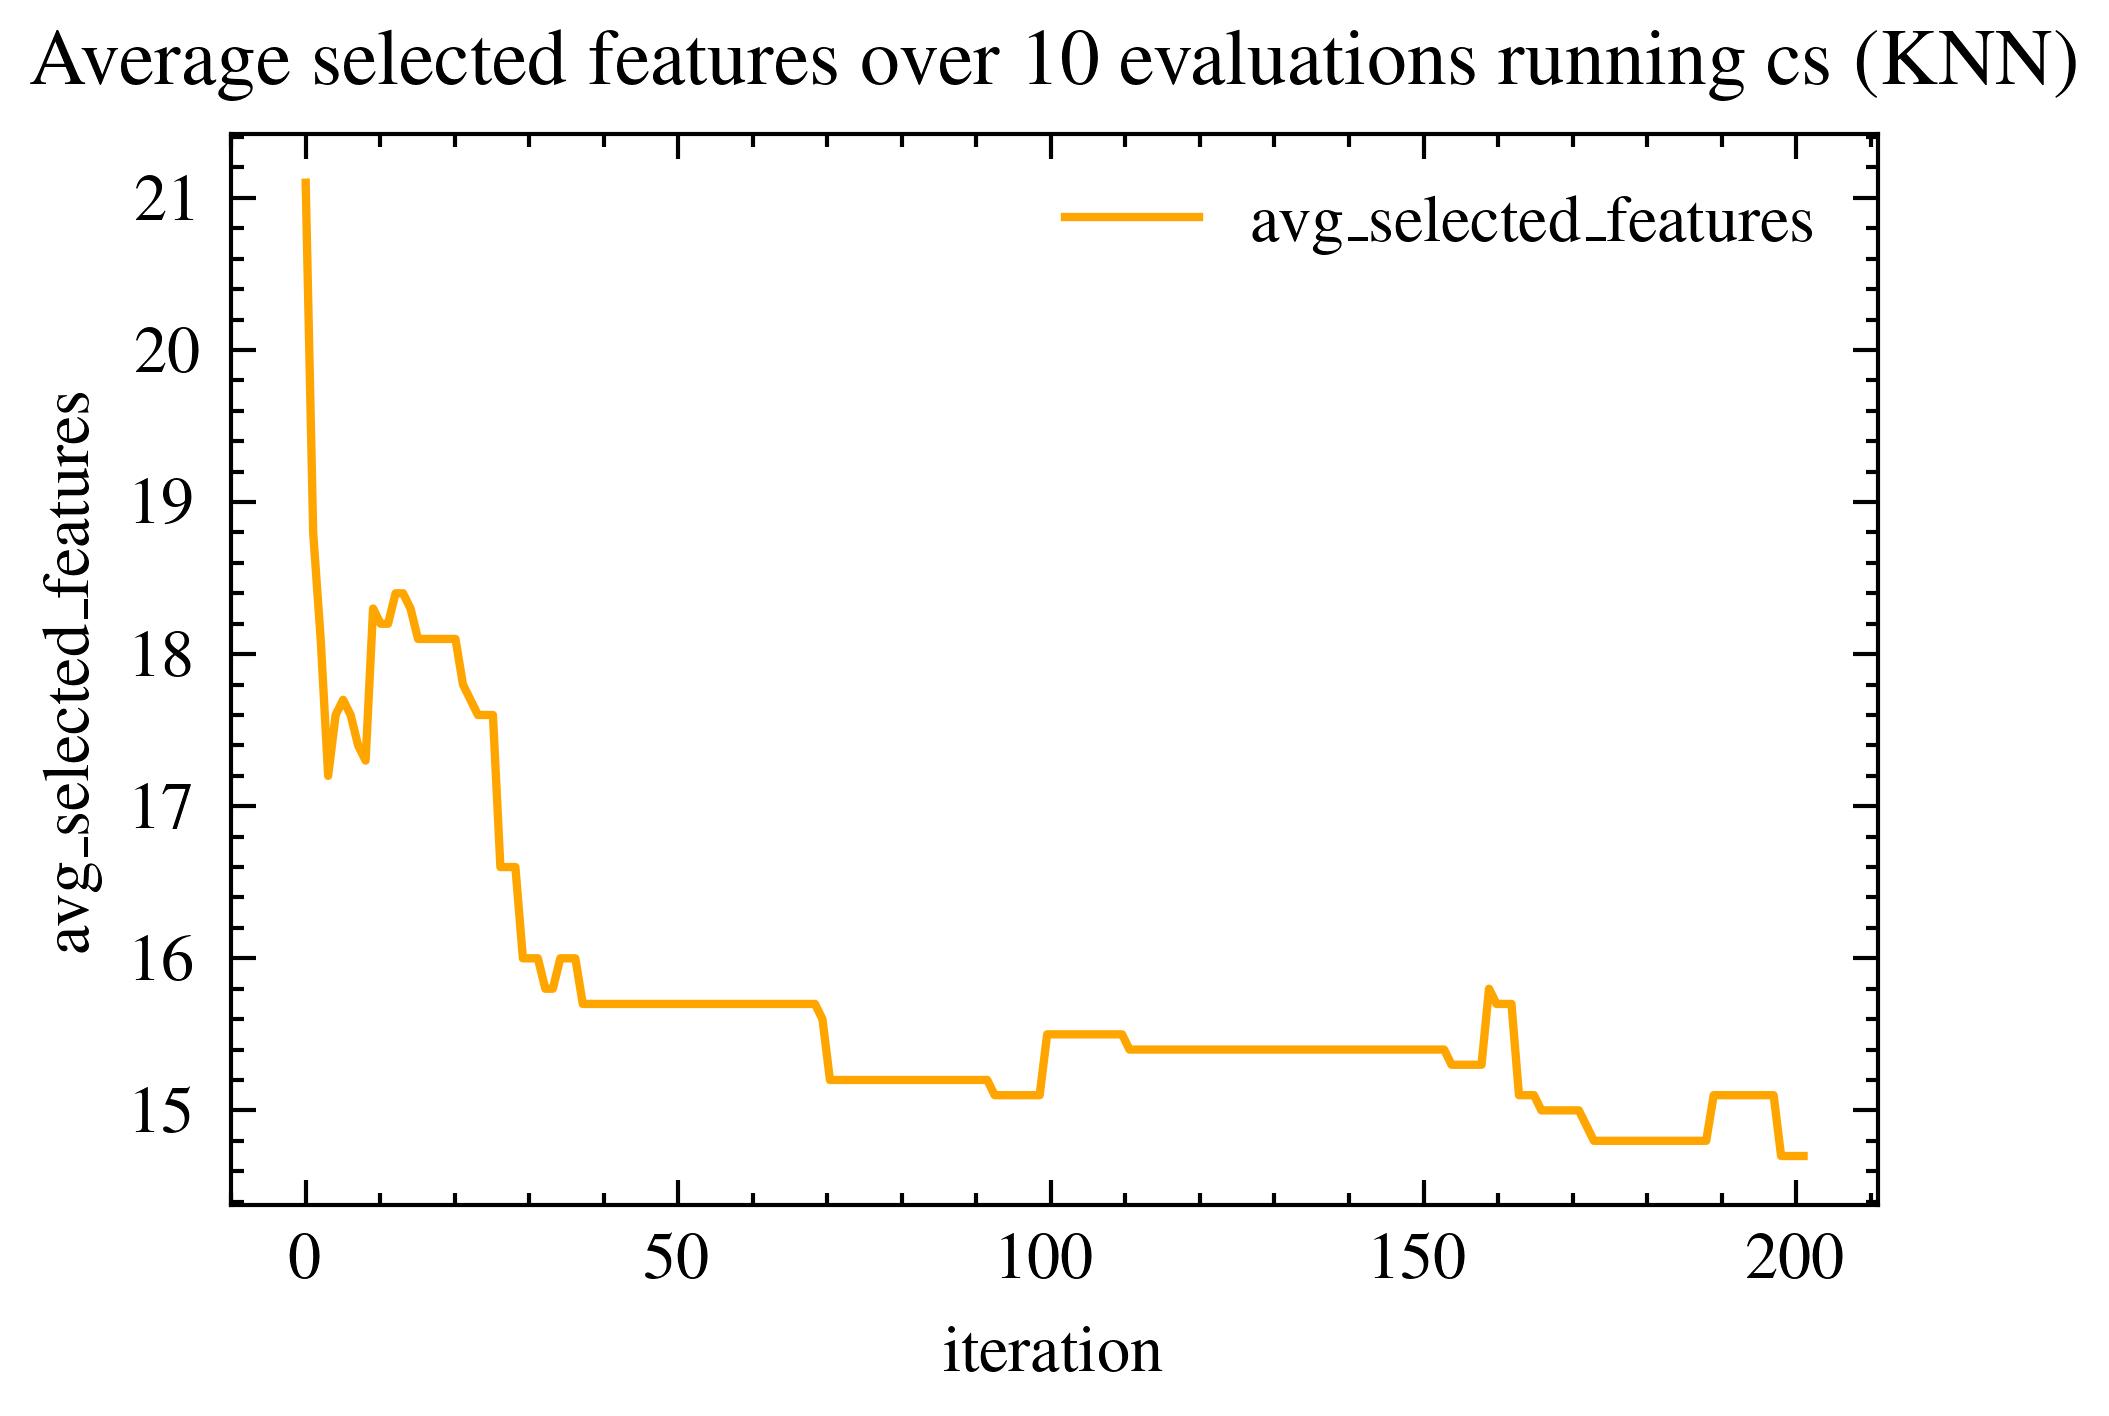 Average selected features over 10 evaluations running cs (KNN)
avg_selected_features
21
20
19
18
17
16
15
avg_selected_features
0 50 100 150 200
iteration